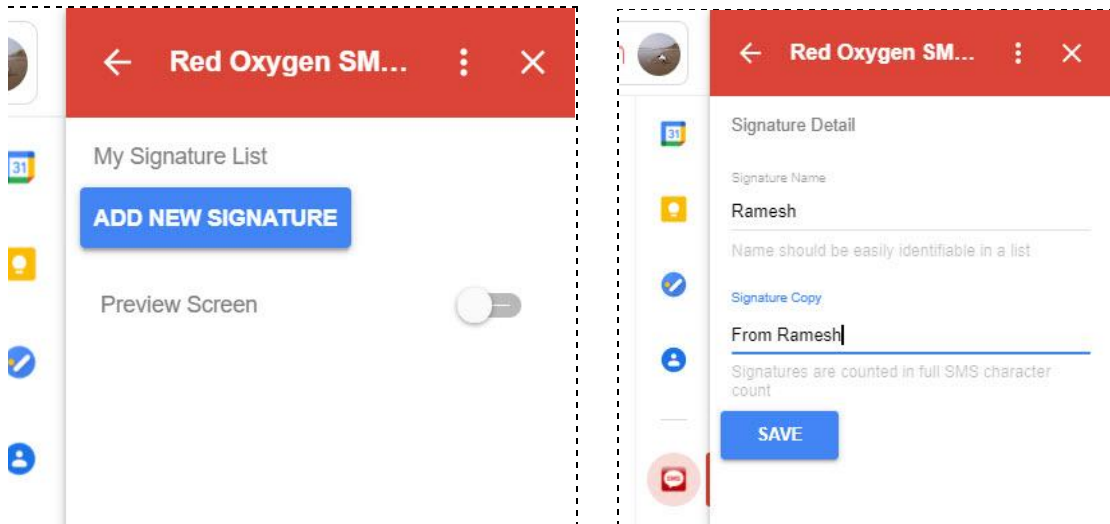 Red Oxygen SM...
31
My Signature List
ADD NEW SIGNATURE
Preview Screen
Red Oxygen SM...
31
Signature Detail
Signature Name
Ramesh
Name should be easily identifiable in a list
Signature Copy
From Ramesh
Signatures are counted in full SMS character
count
SAVE
SMS